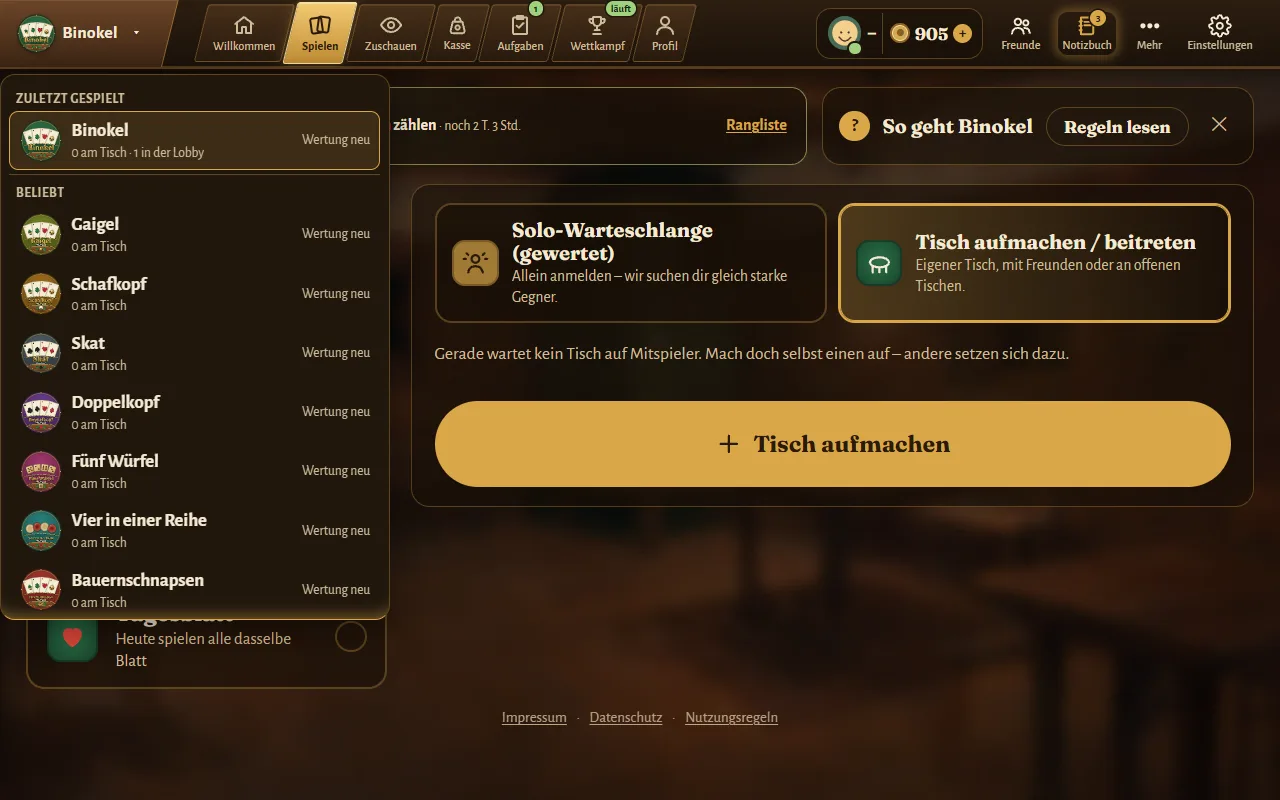 Binokel
Willkommen
Spielen
Zuschauen
Kasse
1
Aufgaben
läuft
Wettkampf
Profil
–
905
+
Freunde
3
Notizbuch
Mehr
Einstellungen
ZULETZT GESPIELT
Binokel
0 am Tisch · 1 in der Lobby
Wertung neu
BELIEBT
Gaigel
0 am Tisch
Wertung neu
Schafkopf
0 am Tisch
Wertung neu
Skat
0 am Tisch
Wertung neu
Doppelkopf
0 am Tisch
Wertung neu
Fünf Würfel
0 am Tisch
Wertung neu
Vier in einer Reihe
0 am Tisch
Wertung neu
Bauernschnapsen
0 am Tisch
Wertung neu
zählen · noch 2 T. 3 Std.
Rangliste
?
So geht Binokel
Regeln lesen
Solo-Warteschlange
(gewertet)
Allein anmelden – wir suchen dir gleich starke
Gegner.
Tisch aufmachen / beitreten
Eigener Tisch, mit Freunden oder an offenen
Tischen.
Gerade wartet kein Tisch auf Mitspieler. Mach doch selbst einen auf – andere setzen sich dazu.
+ Tisch aufmachen
Heute spielen alle dasselbe
Blatt
Impressum · Datenschutz · Nutzungsregeln